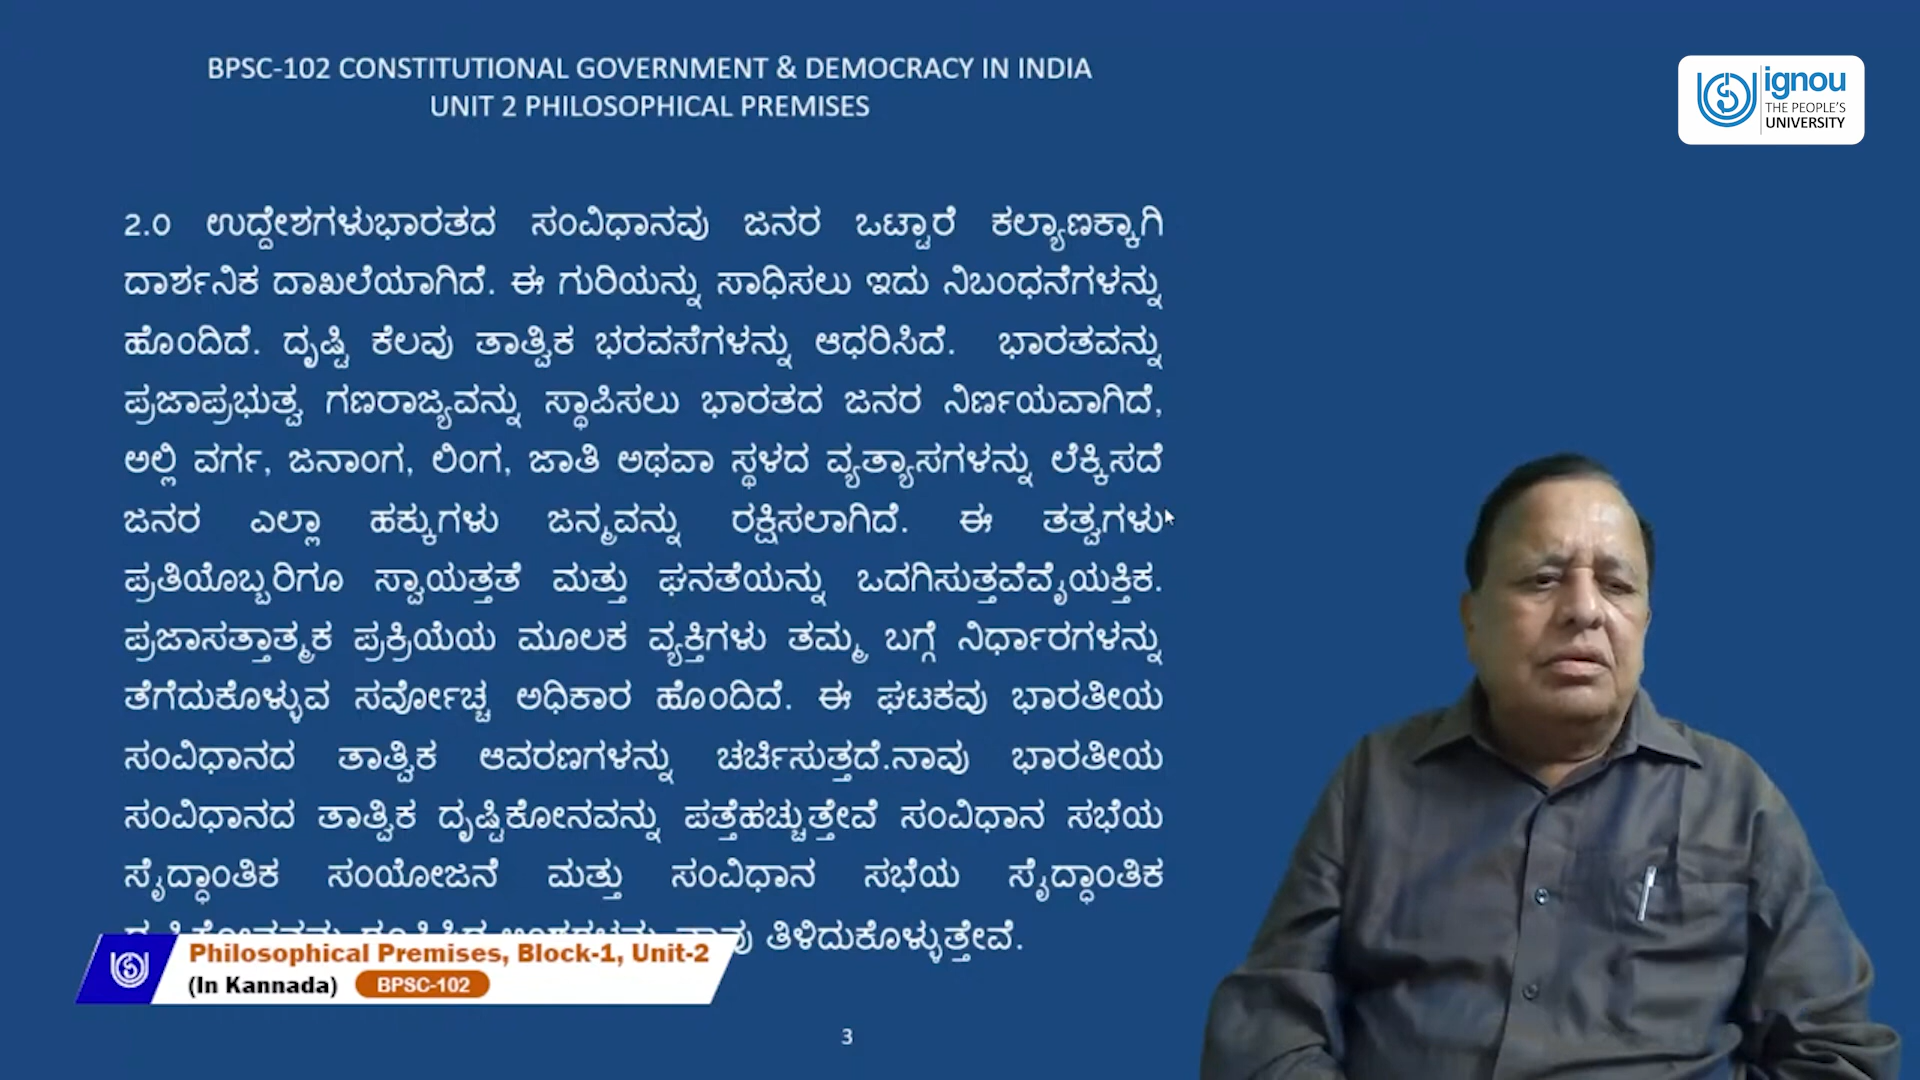 BPSC-102 CONSTITUTIONAL GOVERNMENT & DEMOCRACY IN INDIA
UNIT 2 PHILOSOPHICAL PREMISES
ignou
THE PEOPLE'S
UNIVERSITY
2.0 ಉದ್ದೇಶಗಳುಭಾರತದ ಸಂವಿಧಾನವು ಜನರ ಒಟ್ಟಾರೆ ಕಲ್ಯಾಣಕ್ಕಾಗಿ
ದಾರ್ಶನಿಕ ದಾಖಲೆಯಾಗಿದೆ. ಈ ಗುರಿಯನ್ನು ಸಾಧಿಸಲು ಇದು ನಿಬಂಧನೆಗಳನ್ನು
ಹೊಂದಿದೆ. ದೃಷ್ಟಿ ಕೆಲವು ತಾತ್ವಿಕ ಭರವಸೆಗಳನ್ನು ಆಧರಿಸಿದೆ. ಭಾರತವನ್ನು
ಪ್ರಜಾಪ್ರಭುತ್ವ ಗಣರಾಜ್ಯವನ್ನು ಸ್ಥಾಪಿಸಲು ಭಾರತದ ಜನರ ನಿರ್ಣಯವಾಗಿದೆ,
ಅಲ್ಲಿ ವರ್ಗ, ಜನಾಂಗ, ಲಿಂಗ, ಜಾತಿ ಅಥವಾ ಸ್ಥಳದ ವ್ಯತ್ಯಾಸಗಳನ್ನು ಲೆಕ್ಕಿಸದೆ
ಜನರ ಎಲ್ಲಾ ಹಕ್ಕುಗಳು ಜನ್ಮವನ್ನು ರಕ್ಷಿಸಲಾಗಿದೆ. ಈ ತತ್ವಗಳು
ಪ್ರತಿಯೊಬ್ಬರಿಗೂ ಸ್ವಾಯತ್ತತೆ ಮತ್ತು ಘನತೆಯನ್ನು ಒದಗಿಸುತ್ತವೆವೈಯಕ್ತಿಕ.
ಪ್ರಜಾಸತ್ತಾತ್ಮಕ ಪ್ರಕ್ರಿಯೆಯ ಮೂಲಕ ವ್ಯಕ್ತಿಗಳು ತಮ್ಮ ಬಗ್ಗೆ ನಿರ್ಧಾರಗಳನ್ನು
ತೆಗೆದುಕೊಳ್ಳುವ ಸರ್ವೋಚ್ಚ ಅಧಿಕಾರ ಹೊಂದಿದೆ. ಈ ಘಟಕವು ಭಾರತೀಯ
ಸಂವಿಧಾನದ ತಾತ್ವಿಕ ಆವರಣಗಳನ್ನು ಚರ್ಚಿಸುತ್ತದೆ.ನಾವು ಭಾರತೀಯ
ಸಂವಿಧಾನದ ತಾತ್ವಿಕ ದೃಷ್ಟಿಕೋನವನ್ನು ಪತ್ತೆಹಚ್ಚುತ್ತೇವೆ ಸಂವಿಧಾನ ಸಭೆಯ
ಸೈದ್ಧಾಂತಿಕ ಸಂಯೋಜನೆ ಮತ್ತು ಸಂವಿಧಾನ ಸಭೆಯ ಸೈದ್ಧಾಂತಿಕ
ತಿಳಿದುಕೊಳ್ಳುತ್ತೇವೆ.
Philosophical Premises, Block-1, Unit-2
(In Kannada) BPSC-102
3